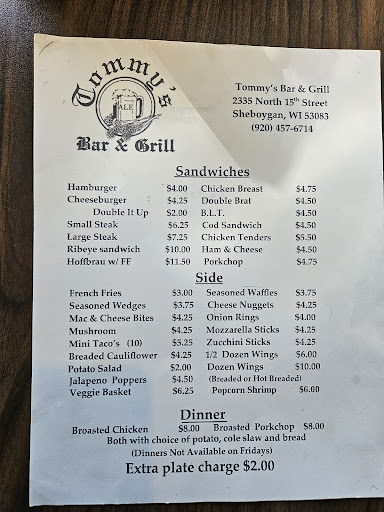 Tommy's
ALE
Bar & Grill
Tommy's Bar & Grill
2335 North 15th Street
Sheboygan, WI 53083
(920) 457-6714
Sandwiches
Hamburger $4.00 Chicken Breast $4.75
Cheeseburger $4.25 Double Brat $4.50
Double It Up $2.00 B.L.T. $4.50
Small Steak $6.25 Cod Sandwich $4.50
Large Steak $7.25 Chicken Tenders $5.50
Ribeye sandwich $10.00 Ham & Cheese $4.50
Hoffbrau w/ FF $11.50 Porkchop $4.75
Side
French Fries $3.00 Seasoned Waffles $3.75
Seasoned Wedges $3.75 Cheese Nuggets $4.25
Mac & Cheese Bites $4.25 Onion Rings $4.00
Mushroom $4.25 Mozzarella Sticks $4.25
Mini Taco's (10) $5.25 Zucchini Sticks $4.25
Breaded Cauliflower $4.25 1/2 Dozen Wings $6.00
Potato Salad $2.00 Dozen Wings $10.00
Jalapeno Poppers $4.50 (Breaded or Hot Breaded)
Veggie Basket $6.25 Popcorn Shrimp $6.00
Dinner
Broasted Chicken $8.00 Broasted Porkchop $8.00
Both with choice of potato, cole slaw and bread
(Dinners Not Available on Fridays)
Extra plate charge $2.00